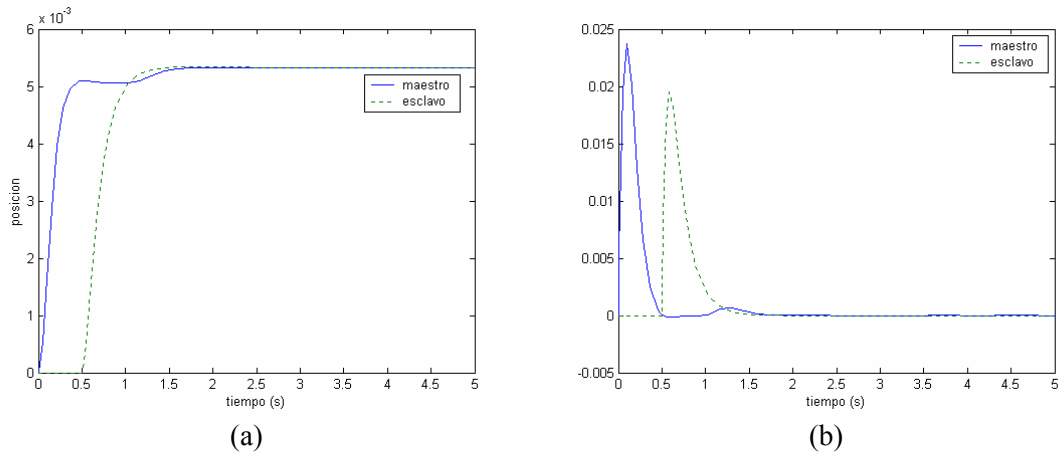 x 10-3
6
5
4
3
2
1
0
posicion
maestro
esclavo
0 0.5 1 1.5 2 2.5 3 3.5 4 4.5 5
tiempo (s)
(a)
0.025
0.02
0.015
0.01
0.005
0
-0.005
maestro
esclavo
0 0.5 1 1.5 2 2.5 3 3.5 4 4.5 5
tiempo (s)
(b)